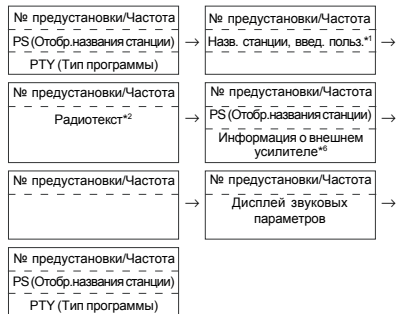 № предустановки/Частота
PS (Отобр.названия станции)
PTY (Тип программы)
→
№ предустановки/Частота
Назв. станции, введ. польз.*1
→
№ предустановки/Частота
Радиотекст*2
→
№ предустановки/Частота
PS (Отобр.названия станции)
Информация о внешнем
усилителе*6
№ предустановки/Частота
→
№ предустановки/Частота
Дисплей звуковых
параметров
→
№ предустановки/Частота
PS (Отобр.названия станции)
PTY (Тип программы)